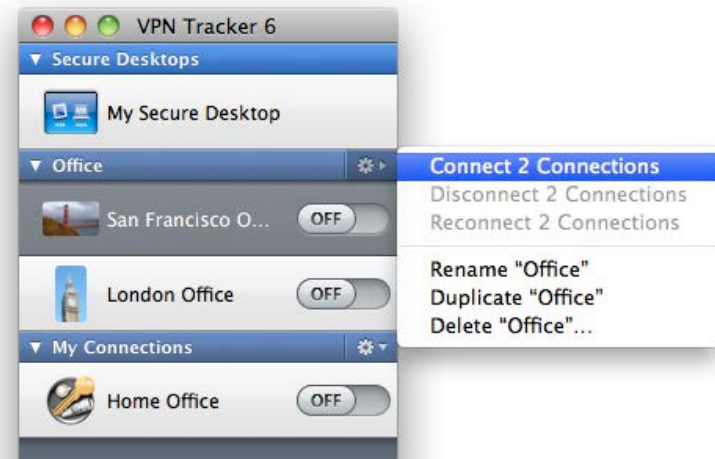 VPN Tracker 6
Secure Desktops
My Secure Desktop
Office
San Francisco O...
OFF
London Office
OFF
My Connections
Home Office
OFF
Connect 2 Connections
Disconnect 2 Connections
Reconnect 2 Connections
Rename “Office”
Duplicate “Office”
Delete “Office”...